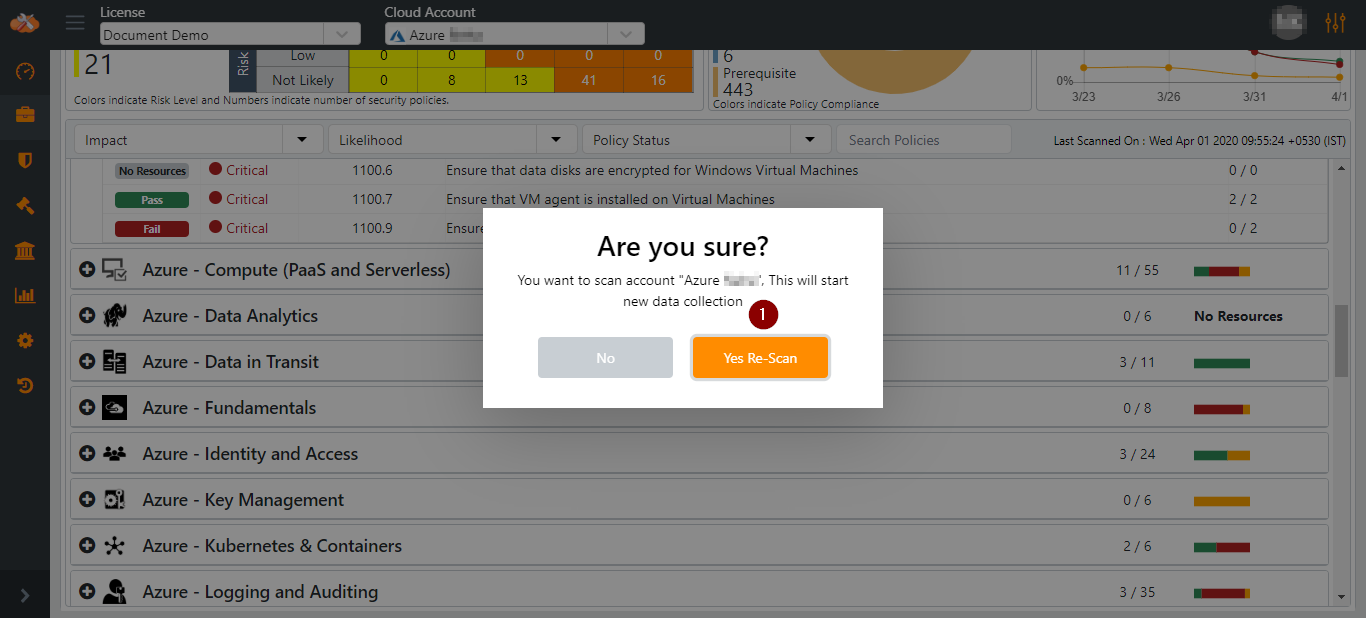 License
Cloud Account
Document Demo
Azure
21
Risk
Low 0 0 0 0 0
Not Likely 0 8 13 41 16
Colors indicate Risk Level and Numbers indicate number of security policies.
6
Prerequisite
443
Colors indicate Policy Compliance
0%
3/23 3/26 3/31 4/1
Impact
Likelihood
Policy Status
Search Policies
Last Scanned On : Wed Apr 01 2020 09:55:24 +0530 (IST)
No Resources Critical 1100.6 Ensure that data disks are encrypted for Windows Virtual Machines 0 / 0
Pass Critical 1100.7 Ensure that VM agent is installed on Virtual Machines 2 / 2
Fail Critical 1100.9 0 / 2
Are you sure?
You want to scan account "Azure ", This will start
new data collection
1
No
Yes Re-Scan
Azure - Compute (PaaS and Serverless) 11 / 55
Azure - Data Analytics 0 / 6 No Resources
Azure - Data in Transit 3 / 11
Azure - Fundamentals 0 / 8
Azure - Identity and Access 3 / 24
Azure - Key Management 0 / 6
Azure - Kubernetes & Containers 2 / 6
Azure - Logging and Auditing 3 / 35